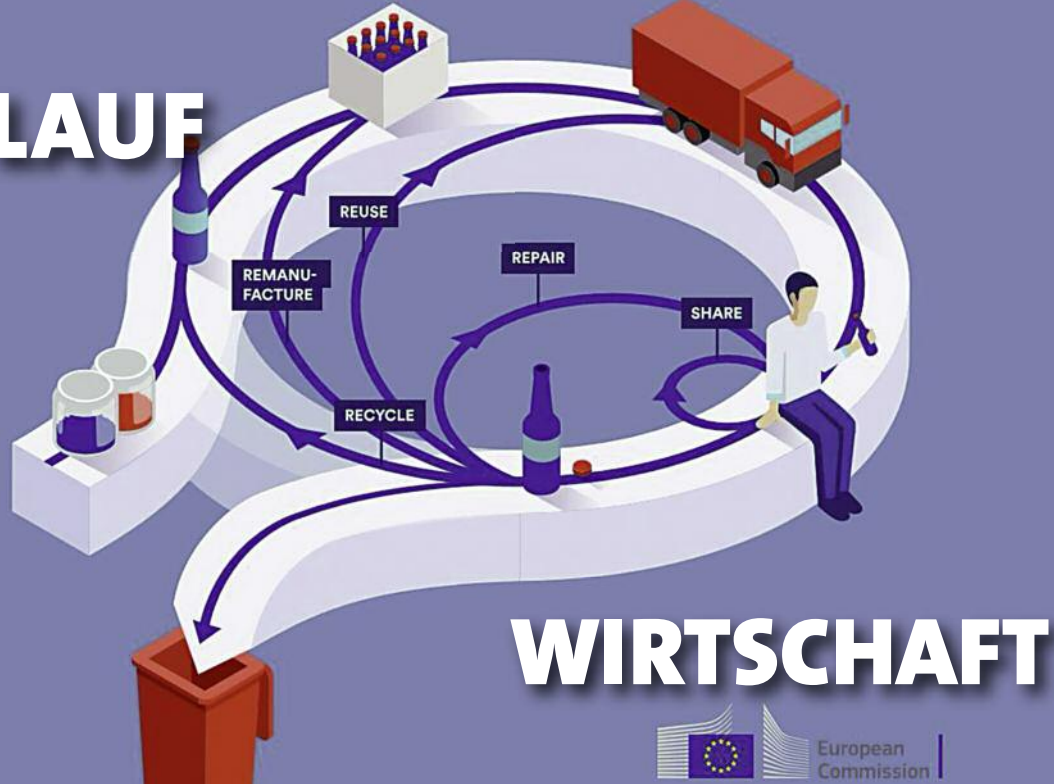 LAUF
REUSE
REPAIR
REMANU-
FACTURE
SHARE
RECYCLE
WIRTSCHAFT
European
Commission